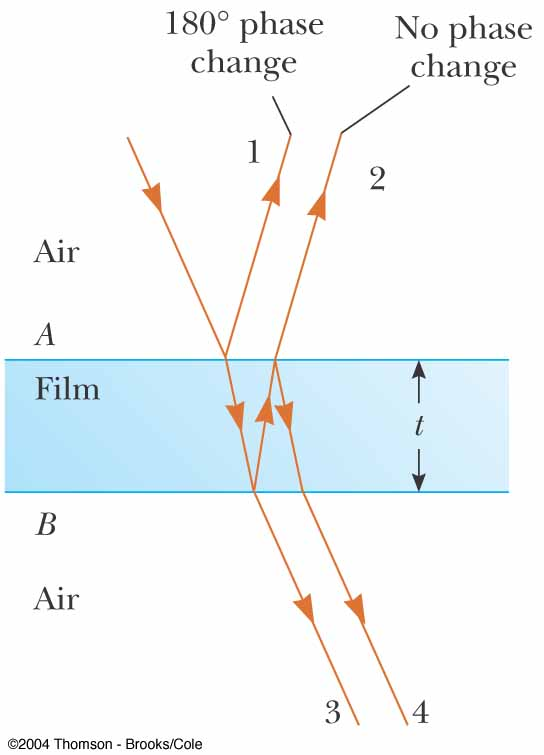 180° phase
change
No phase
change
1
2
Air
A
Film
t
B
Air
3
4
©2004 Thomson - Brooks/Cole